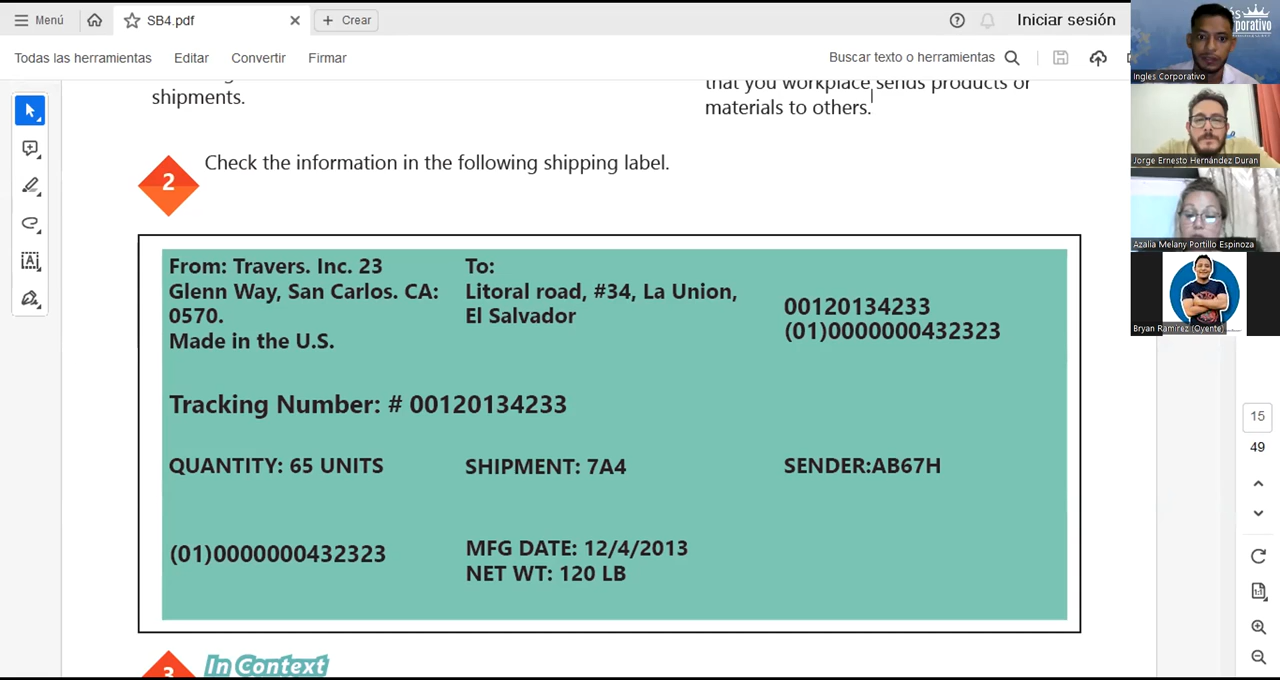 Menú
SB4.pdf
Crear
Iniciar sesión
Todas las herramientas
Editar
Convertir
Firmar
Buscar texto o herramientas
shipments.
that you workplace sends products or
materials to others.
2
Check the information in the following shipping label.
From: Travers. Inc. 23
Glenn Way, San Carlos. CA:
0570.
Made in the U.S.
To:
Litoral road, #34, La Union,
El Salvador
00120134233
(01)0000000432323
Tracking Number: # 00120134233
QUANTITY: 65 UNITS
SHIPMENT: 7A4
SENDER:AB67H
(01)0000000432323
MFG DATE: 12/4/2013
NET WT: 120 LB
3
In Context
Ingles Corporativo
Jorge Ernesto Hernández Duran
Azalia Melany Portillo Espinoza
Bryan Ramírez (Oyente)
15
49